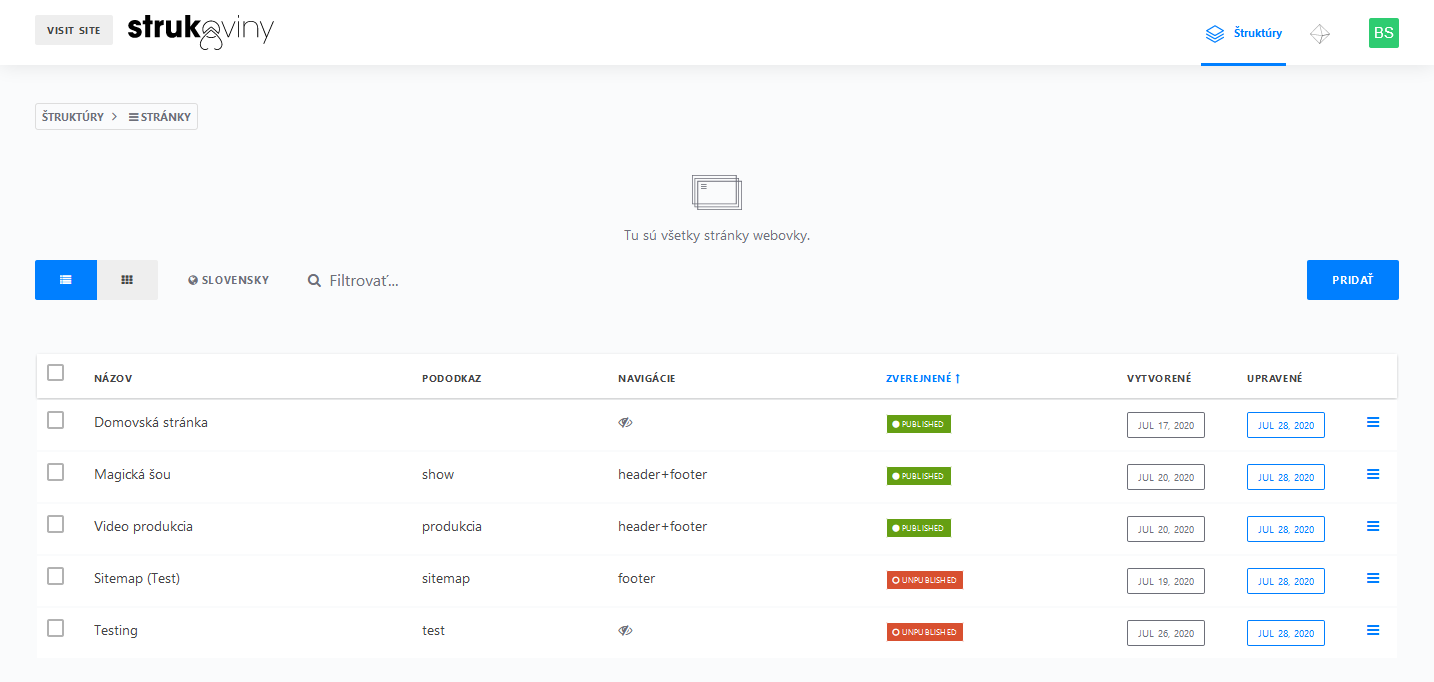 VISIT SITE
strukoviny
Štruktúry
BS
ŠTRUKTÚRY
STRÁNKY
Tu sú všetky stránky webovky.
SLOVENSKY
Filtrovať...
PRIDAŤ
NÁZOV PODODKAZ NAVIGÁCIE ZVEREJNENÉ VYTVORENÉ UPRAVENÉ
Domovská stránka PUBLISHED JUL 17, 2020 JUL 28, 2020
Magická šou show header+footer PUBLISHED JUL 20, 2020 JUL 28, 2020
Video produkcia produkcia header+footer PUBLISHED JUL 20, 2020 JUL 28, 2020
Sitemap (Test) sitemap footer UNPUBLISHED JUL 19, 2020 JUL 28, 2020
Testing test UNPUBLISHED JUL 26, 2020 JUL 28, 2020